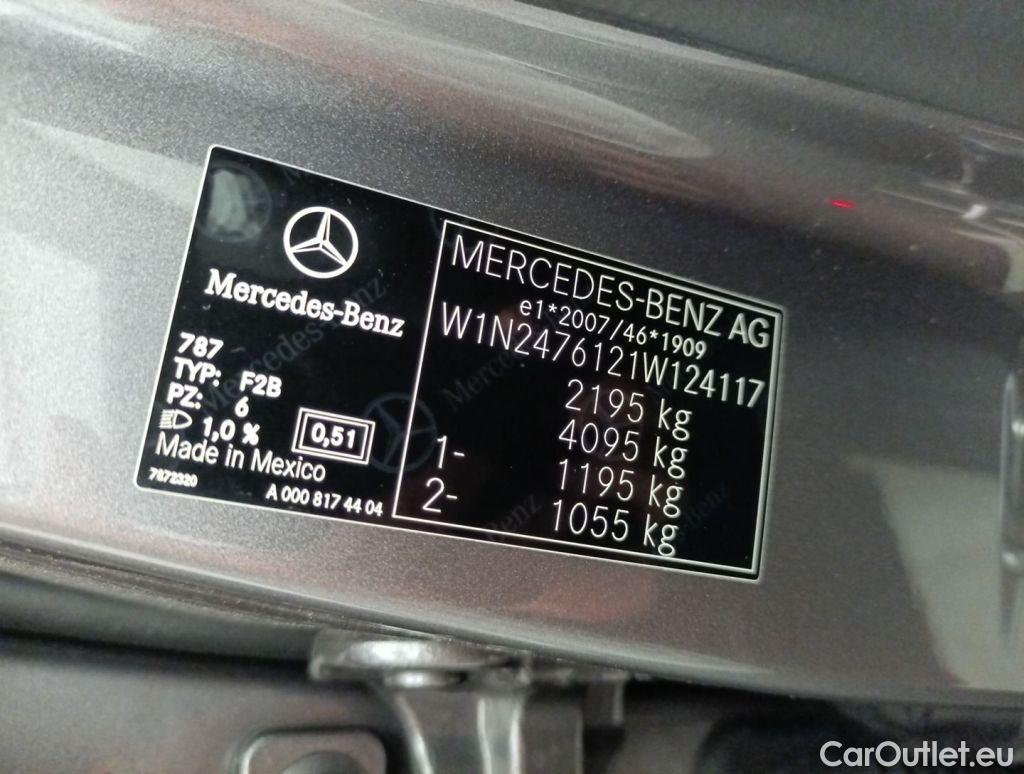 Mercedes-Benz
787
TYP: F2B
PZ: 6
1,0 %
0,51
Made in Mexico
7872320
A 000 817 44 04
MERCEDES-BENZ AG
e1*2007/46*1909
W1N2476121W124117
2195 kg
4095 kg
1- 1195 kg
2- 1055 kg
CarOutlet.eu